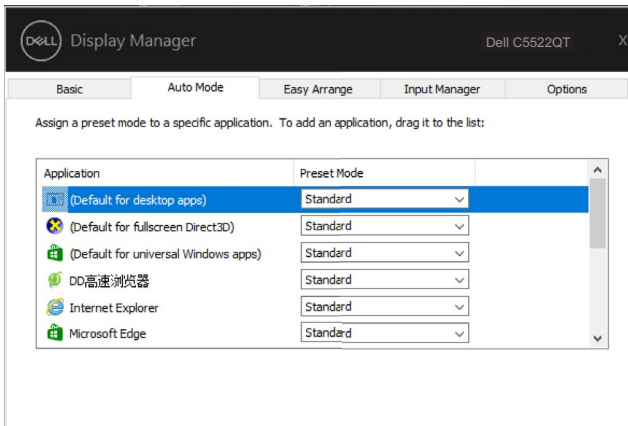 DELL Display Manager Dell C5522QT X
Basic Auto Mode Easy Arrange Input Manager Options
Assign a preset mode to a specific application. To add an application, drag it to the list:
Application Preset Mode
(Default for desktop apps) Standard
(Default for fullscreen Direct3D) Standard
(Default for universal Windows apps) Standard
DD高速浏览器 Standard
Internet Explorer Standard
Microsoft Edge Standard